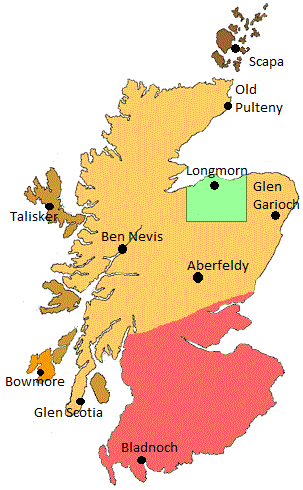 Scapa
Old
Pulteny
Longmorn
Glen
Garioch
Talisker
Ben Nevis
Aberfeldy
Bowmore
Glen Scotia
Bladnoch